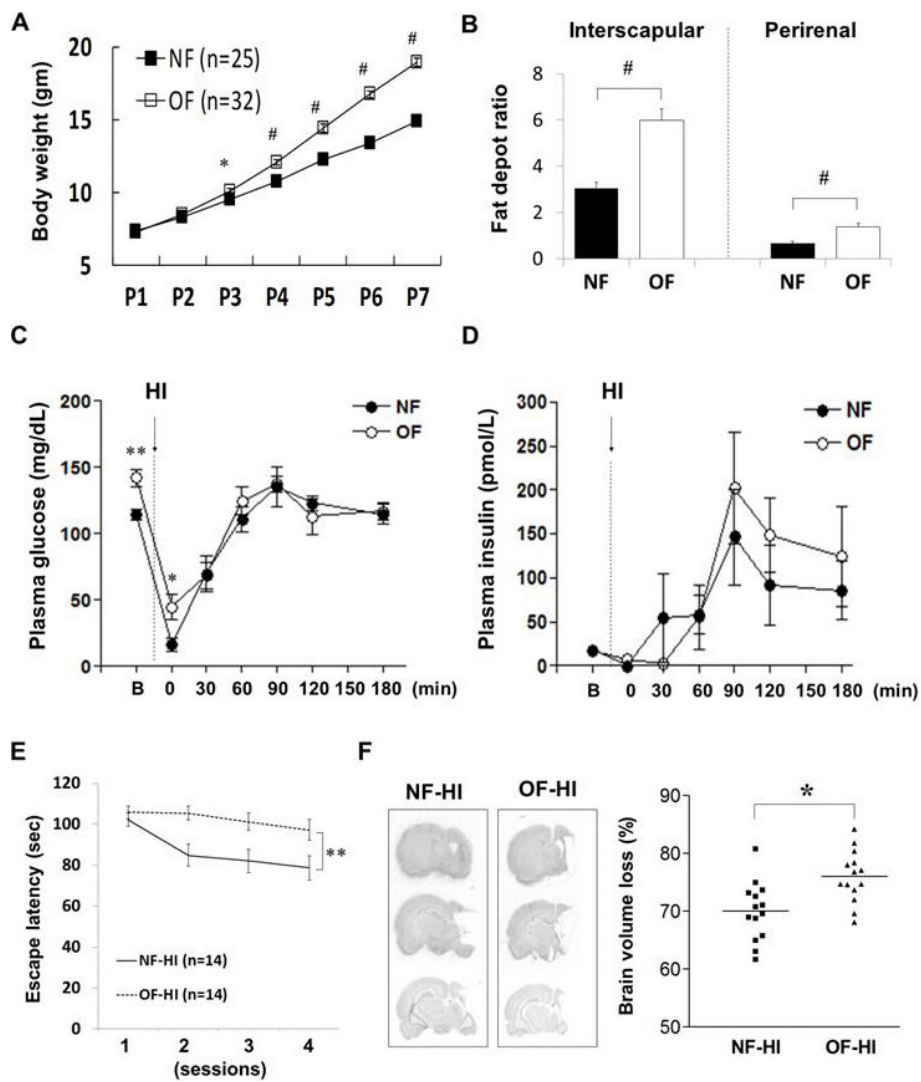 A
Body weight (gm)
20
15
10
5
NF (n=25)
OF (n=32)
* # # # #
P1 P2 P3 P4 P5 P6 P7
B
Interscapular Perirenal
Fat depot ratio
8
6
4
2
0
# #
NF OF NF OF
C
HI
Plasma glucose (mg/dL)
200
150
100
50
0
NF
OF
**
*
B 0 30 60 90 120 150 180 (min)
D
HI
Plasma insulin (pmol/L)
300
250
200
150
100
50
0
NF
OF
B 0 30 60 90 120 150 180 (min)
E
Escape latency (sec)
120
100
80
60
40
20
0
**
NF-HI (n=14)
OF-HI (n=14)
1 2 3 4
(sessions)
F
NF-HI OF-HI
Brain volume loss (%)
90
80
70
60
50
*
NF-HI OF-HI